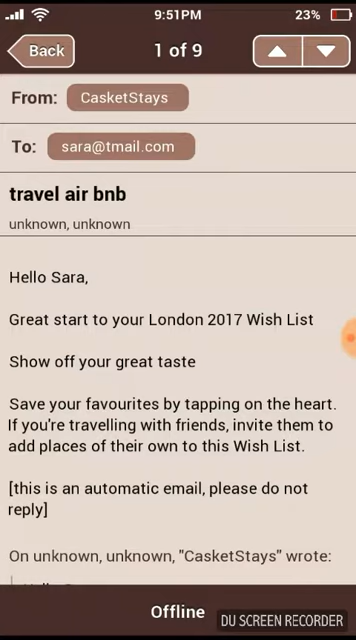 9:51PM 23%
Back 1 of 9
From: CasketStays
To: sara@tmail.com
travel air bnb
unknown, unknown
Hello Sara,
Great start to your London 2017 Wish List
Show off your great taste
Save your favourites by tapping on the heart.
If you're travelling with friends, invite them to
add places of their own to this Wish List.
[this is an automatic email, please do not
reply]
On unknown, unknown, "CasketStays" wrote:
Offline
DU SCREEN RECORDER